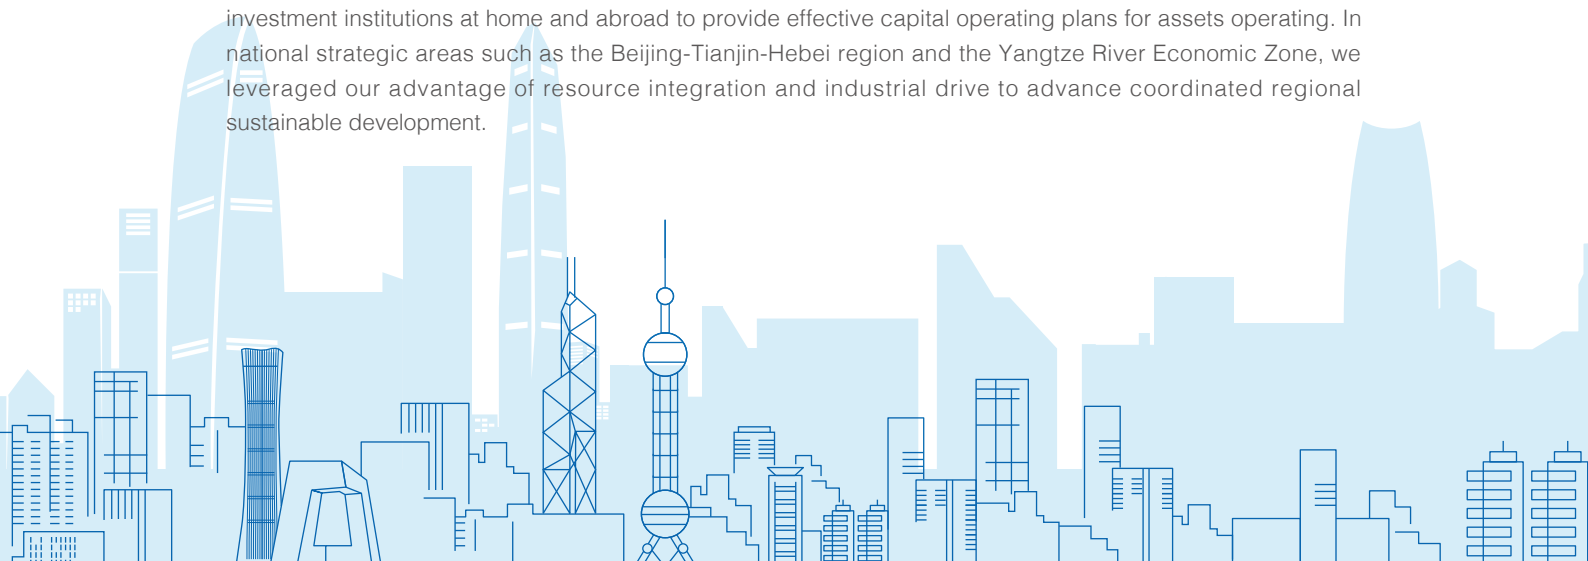 investment institutions at home and abroad to provide effective capital operating plans for assets operating. In
national strategic areas such as the Beijing-Tianjin-Hebei region and the Yangtze River Economic Zone, we
leveraged our advantage of resource integration and industrial drive to advance coordinated regional
sustainable development.